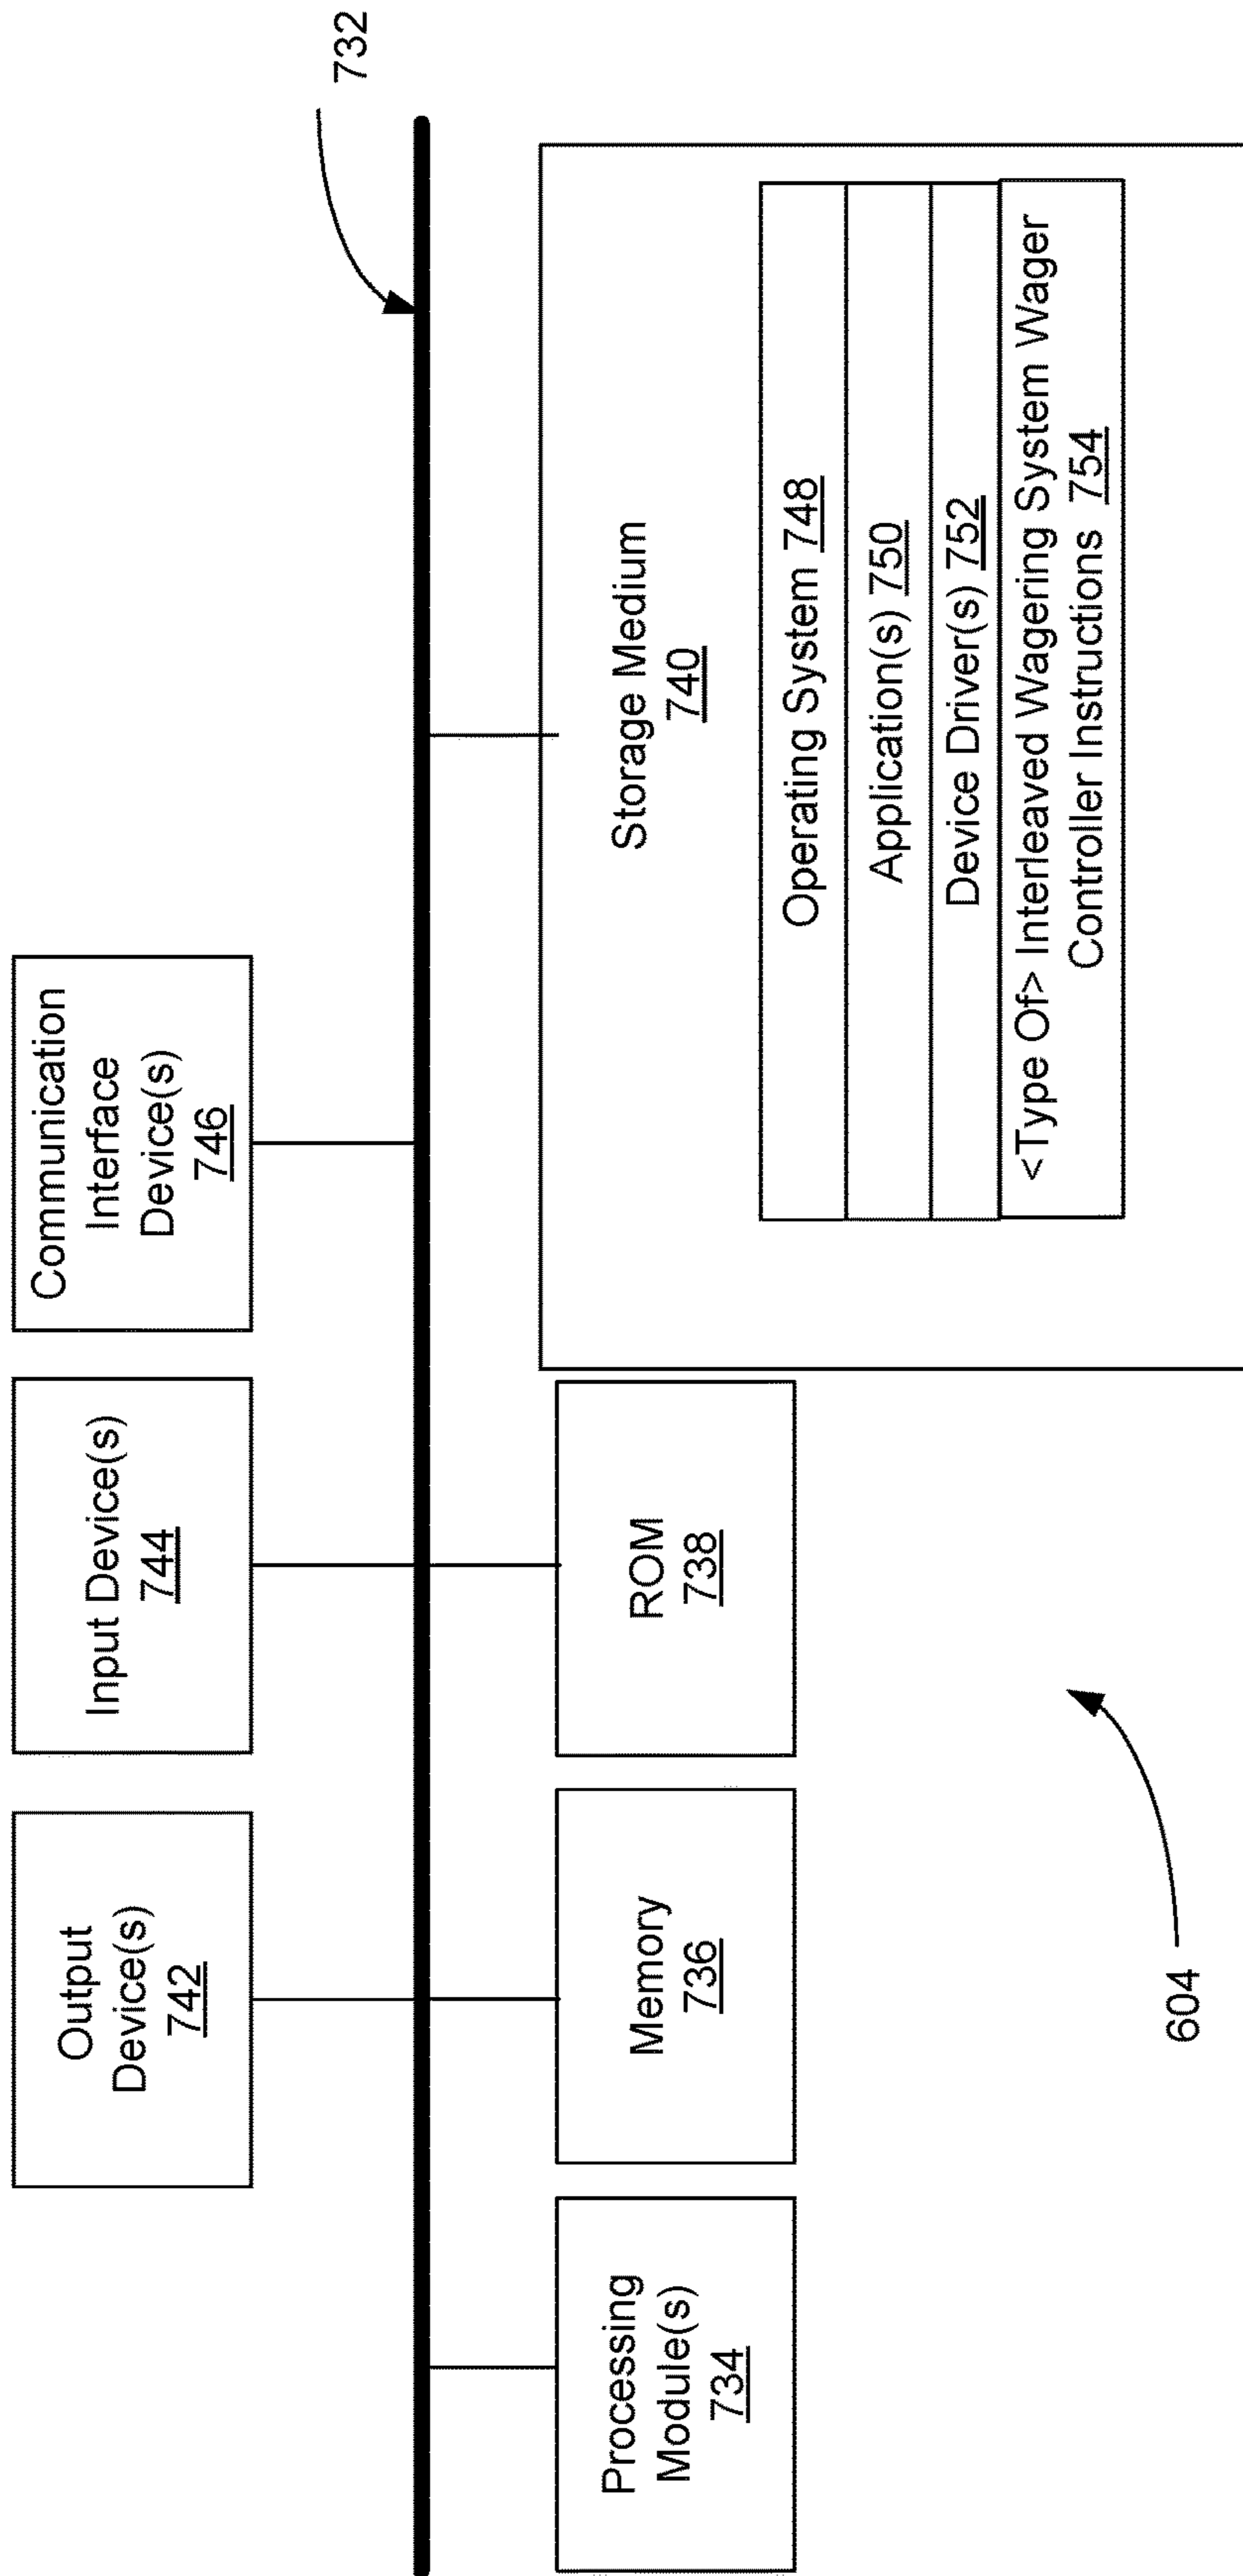 732
Output
Device(s)
742
Input Device(s)
744
Communication
Interface
Device(s)
746
Processing
Module(s)
734
Memory
736
ROM
738
Storage Medium
740
Operating System 748
Application(s) 750
Device Driver(s) 752
<Type Of> Interleaved Wagering System Wager
Controller Instructions 754
604